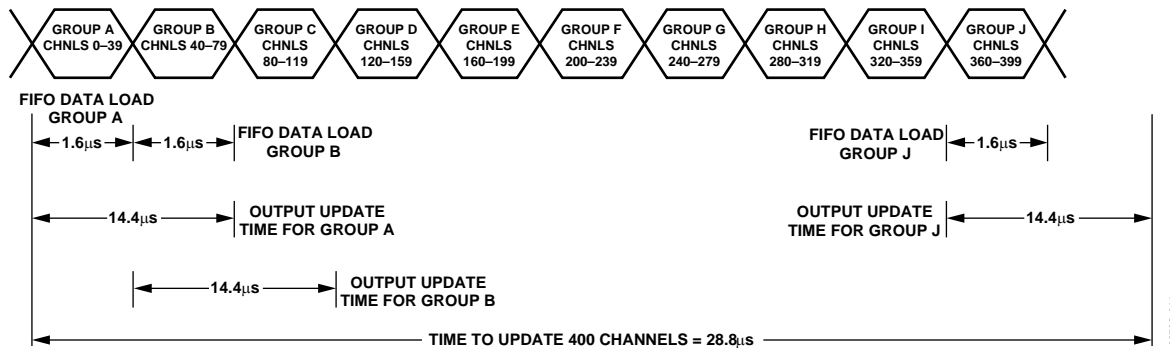 GROUP A
CHNLS 0–39
GROUP B
CHNLS 40–79
GROUP C
CHNLS
80–119
GROUP D
CHNLS
120–159
GROUP E
CHNLS
160–199
GROUP F
CHNLS
200–239
GROUP G
CHNLS
240–279
GROUP H
CHNLS
280–319
GROUP I
CHNLS
320–359
GROUP J
CHNLS
360–399
FIFO DATA LOAD
GROUP A
1.6μs
1.6μs
FIFO DATA LOAD
GROUP B
FIFO DATA LOAD
GROUP J
1.6μs
14.4μs
OUTPUT UPDATE
TIME FOR GROUP A
OUTPUT UPDATE
TIME FOR GROUP J
14.4μs
14.4μs
OUTPUT UPDATE
TIME FOR GROUP B
TIME TO UPDATE 400 CHANNELS = 28.8μs